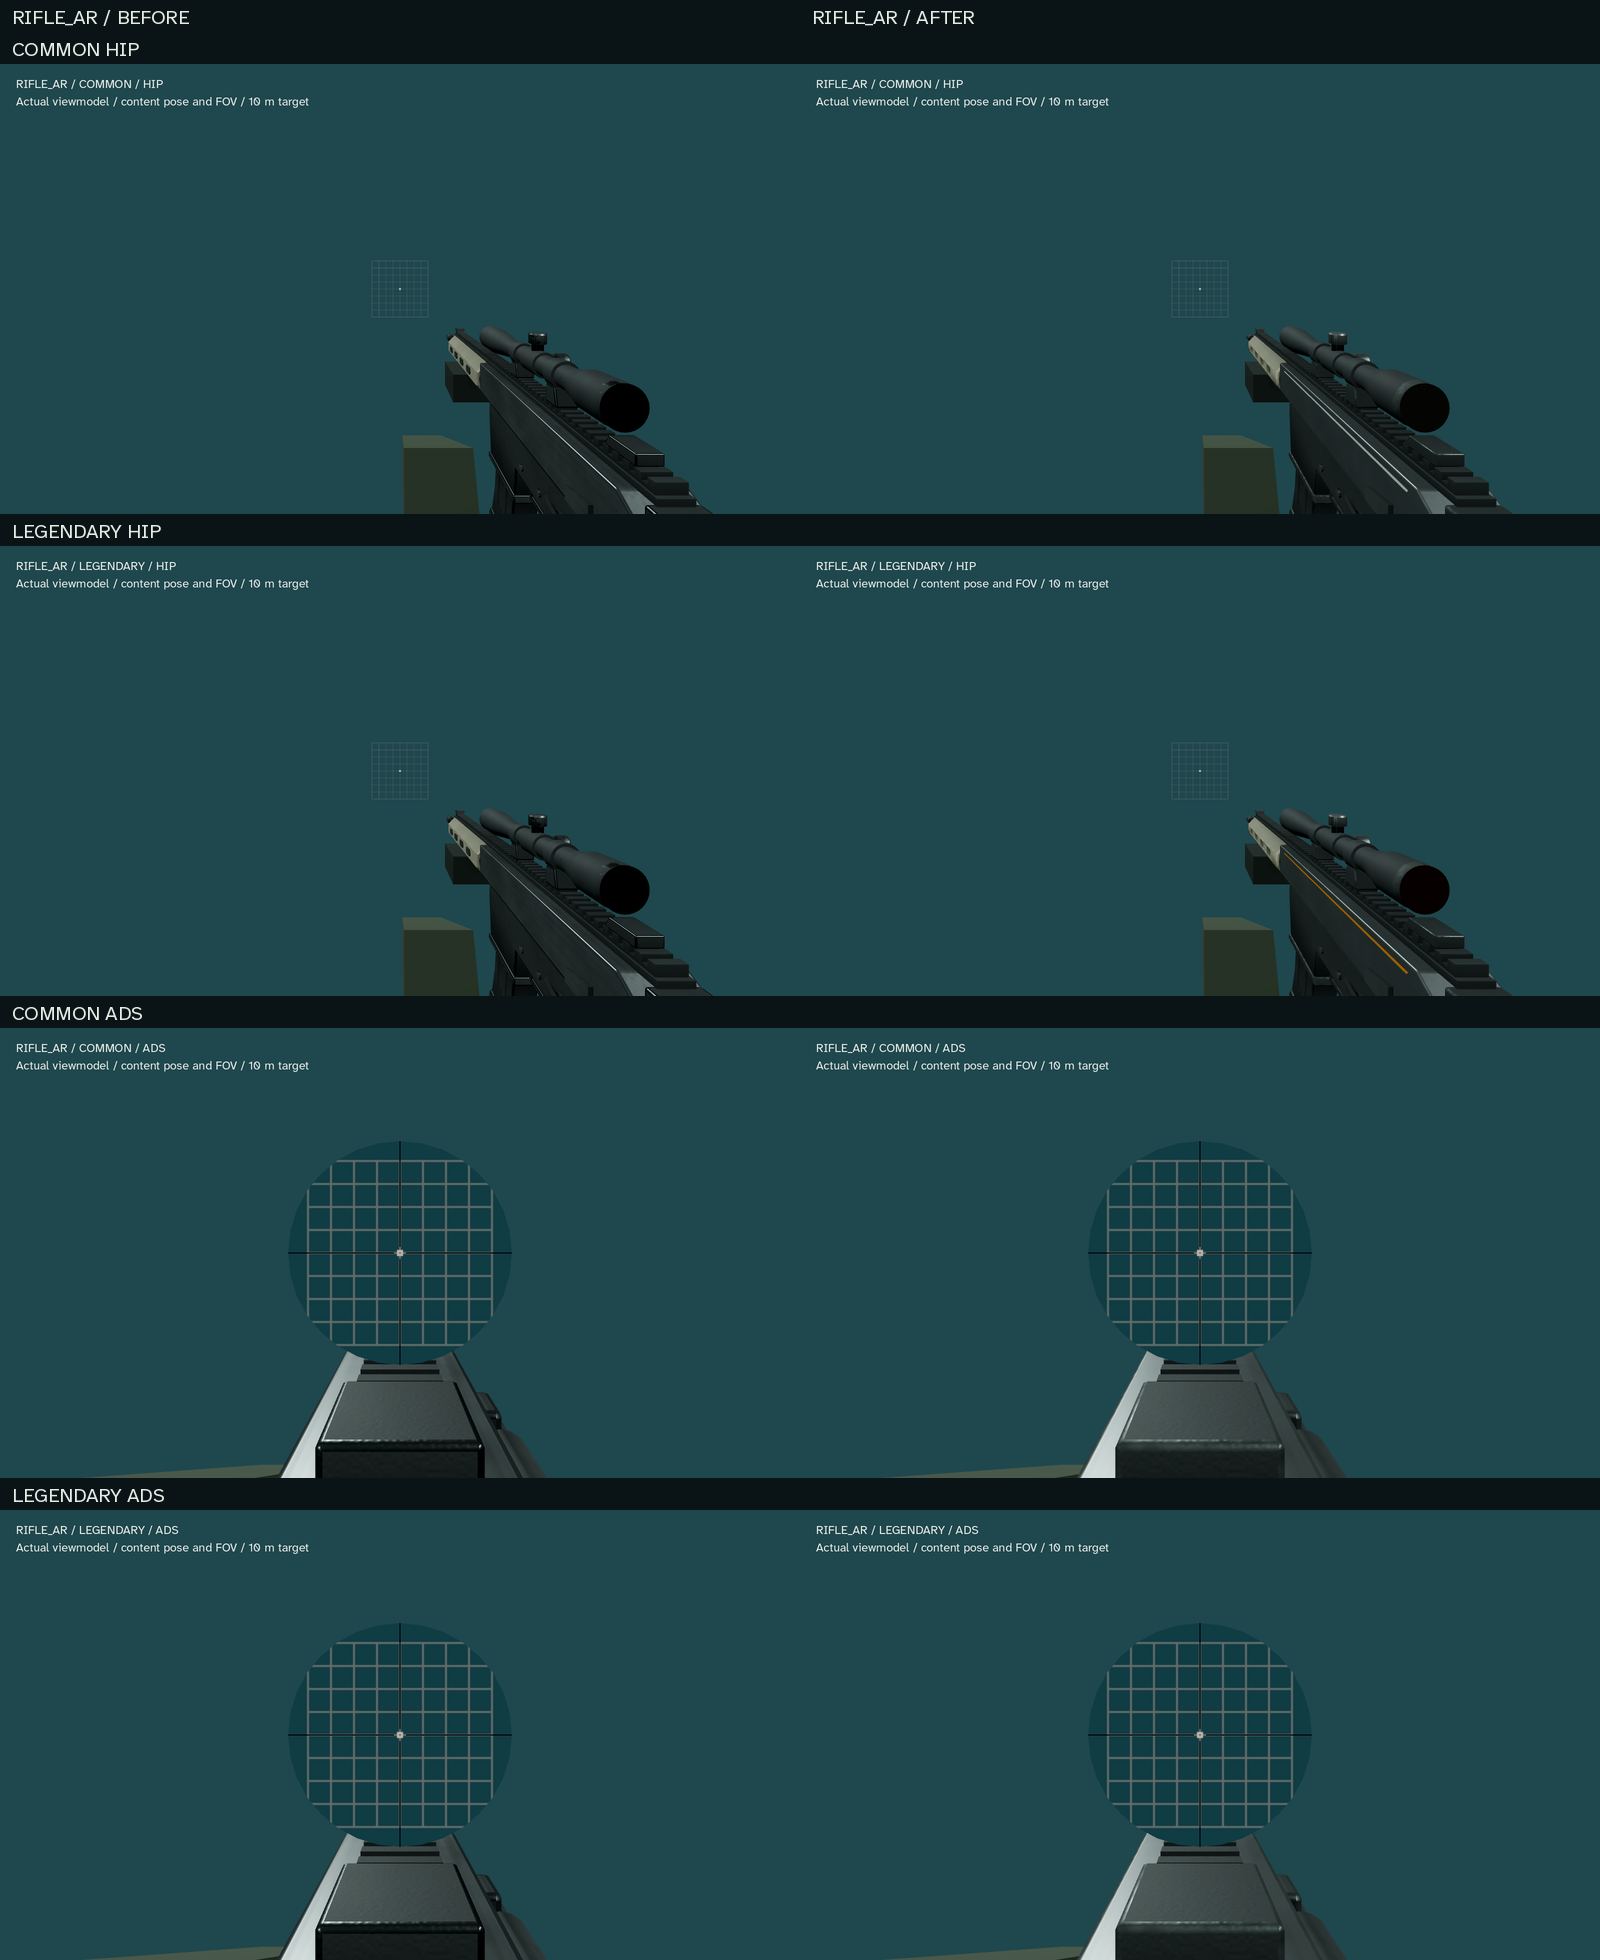 RIFLE_AR / BEFORE
RIFLE_AR / AFTER
COMMON HIP
RIFLE_AR / COMMON / HIP
Actual viewmodel / content pose and FOV / 10 m target
RIFLE_AR / COMMON / HIP
Actual viewmodel / content pose and FOV / 10 m target
LEGENDARY HIP
RIFLE_AR / LEGENDARY / HIP
Actual viewmodel / content pose and FOV / 10 m target
RIFLE_AR / LEGENDARY / HIP
Actual viewmodel / content pose and FOV / 10 m target
COMMON ADS
RIFLE_AR / COMMON / ADS
Actual viewmodel / content pose and FOV / 10 m target
RIFLE_AR / COMMON / ADS
Actual viewmodel / content pose and FOV / 10 m target
LEGENDARY ADS
RIFLE_AR / LEGENDARY / ADS
Actual viewmodel / content pose and FOV / 10 m target
RIFLE_AR / LEGENDARY / ADS
Actual viewmodel / content pose and FOV / 10 m target